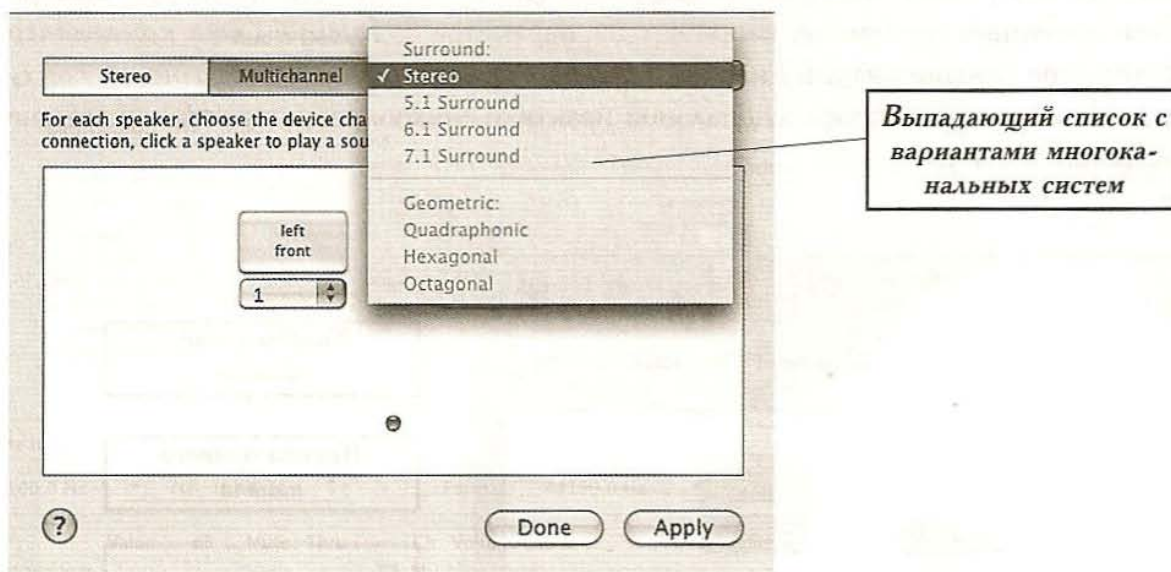 Surround:
Stereo
Multichannel
✓ Stereo
5.1 Surround
For each speaker, choose the device cha
6.1 Surround
connection, click a speaker to play a sou
7.1 Surround
Выпадающий список с
вариантами многока-
нальных систем
Geometric:
Quadraphonic
Hexagonal
Octagonal
left
front
1
?
Done
Apply